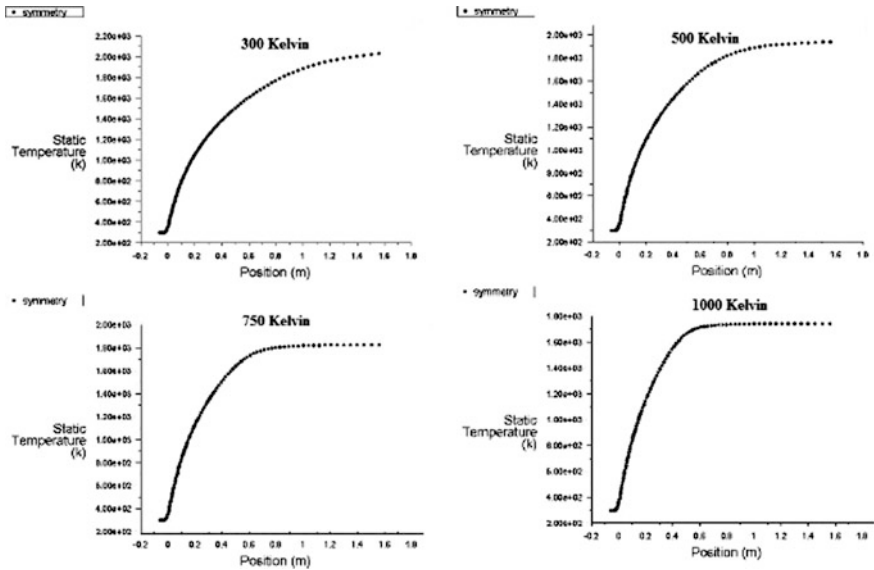 symmetry
300 Kelvin
2.20e+03
2.00e+03
1.80e+03
1.60e+03
1.40e+03
1.20e+03
1.00e+03
8.00e+02
6.00e+02
4.00e+02
2.00e+02
Static
Temperature
(k)
-0.2 0 0.2 0.4 0.6 0.8 1 1.2 1.4 1.6 1.8
Position (m)
symmetry
500 Kelvin
2.20e+03
2.00e+03
1.80e+03
1.60e+03
1.40e+03
1.20e+03
1.00e+03
8.00e+02
6.00e+02
4.00e+02
2.00e+02
Static
Temperature
(k)
-0.2 0 0.2 0.4 0.6 0.8 1 1.2 1.4 1.6 1.8
Position (m)
symmetry
750 Kelvin
2.00e+03
1.80e+03
1.60e+03
1.40e+03
1.20e+03
1.00e+03
8.00e+02
6.00e+02
4.00e+02
2.00e+02
Static
Temperature
(k)
-0.2 0 0.2 0.4 0.6 0.8 1 1.2 1.4 1.6 1.8
Position (m)
symmetry
1000 Kelvin
1.80e+03
1.60e+03
1.40e+03
1.20e+03
1.00e+03
8.00e+02
6.00e+02
4.00e+02
2.00e+02
Static
Temperature
(k)
-0.2 0 0.2 0.4 0.6 0.8 1 1.2 1.4 1.6 1.8
Position (m)